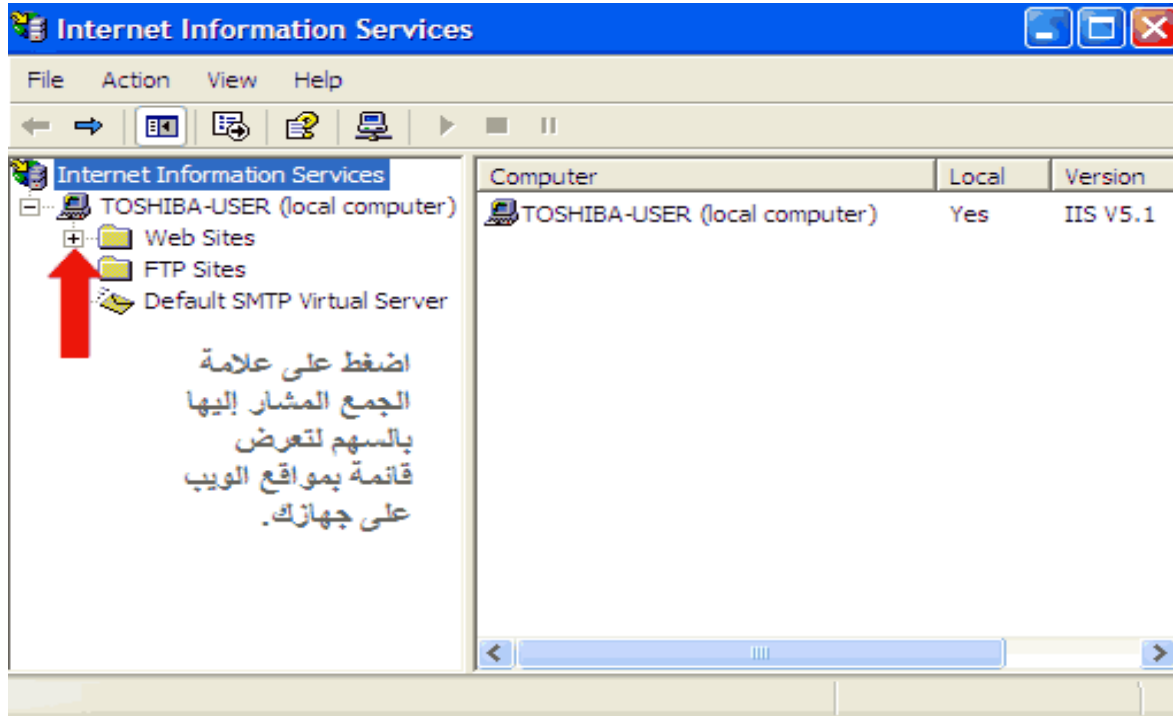 Internet Information Services
File Action View Help
Internet Information Services
TOSHIBA-USER (local computer)
Web Sites
FTP Sites
Default SMTP Virtual Server
اضغط على علامة
الجمع المشار إليها
بالسهم لتعرض
قائمة بمواقع الويب
على جهازك.
Computer Local Version
TOSHIBA-USER (local computer) Yes IIS V5.1